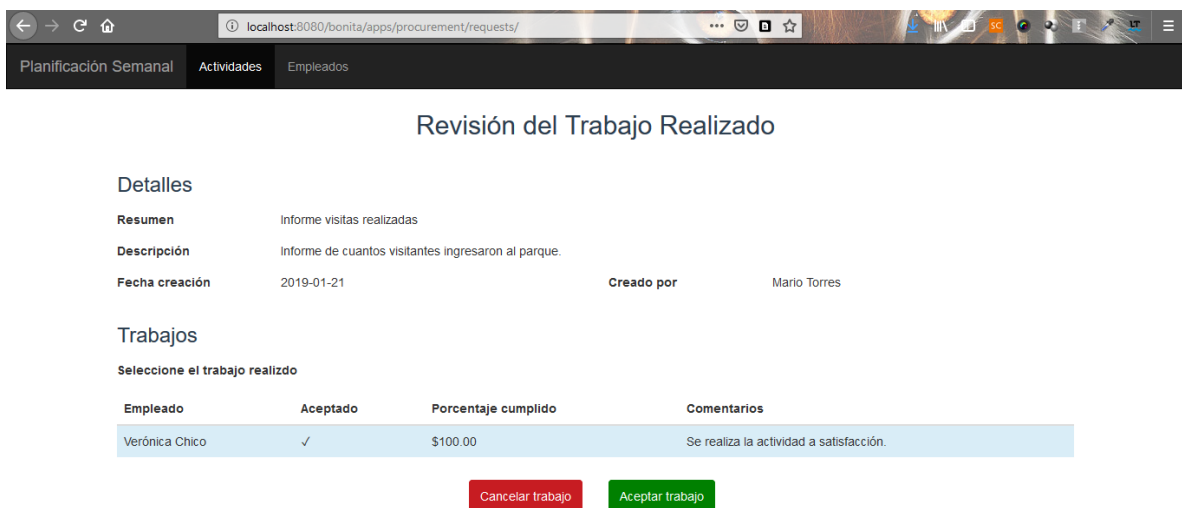 localhost:8080/bonita/apps/procurement/requests/
Planificación Semanal Actividades Empleados
Revisión del Trabajo Realizado
Detalles
Resumen Informe visitas realizadas
Descripción Informe de cuantos visitantes ingresaron al parque.
Fecha creación 2019-01-21 Creado por Mario Torres
Trabajos
Seleccione el trabajo realizdo
Empleado Aceptado Porcentaje cumplido Comentarios
Verónica Chico ✓ $100.00 Se realiza la actividad a satisfacción.
Cancelar trabajo Aceptar trabajo